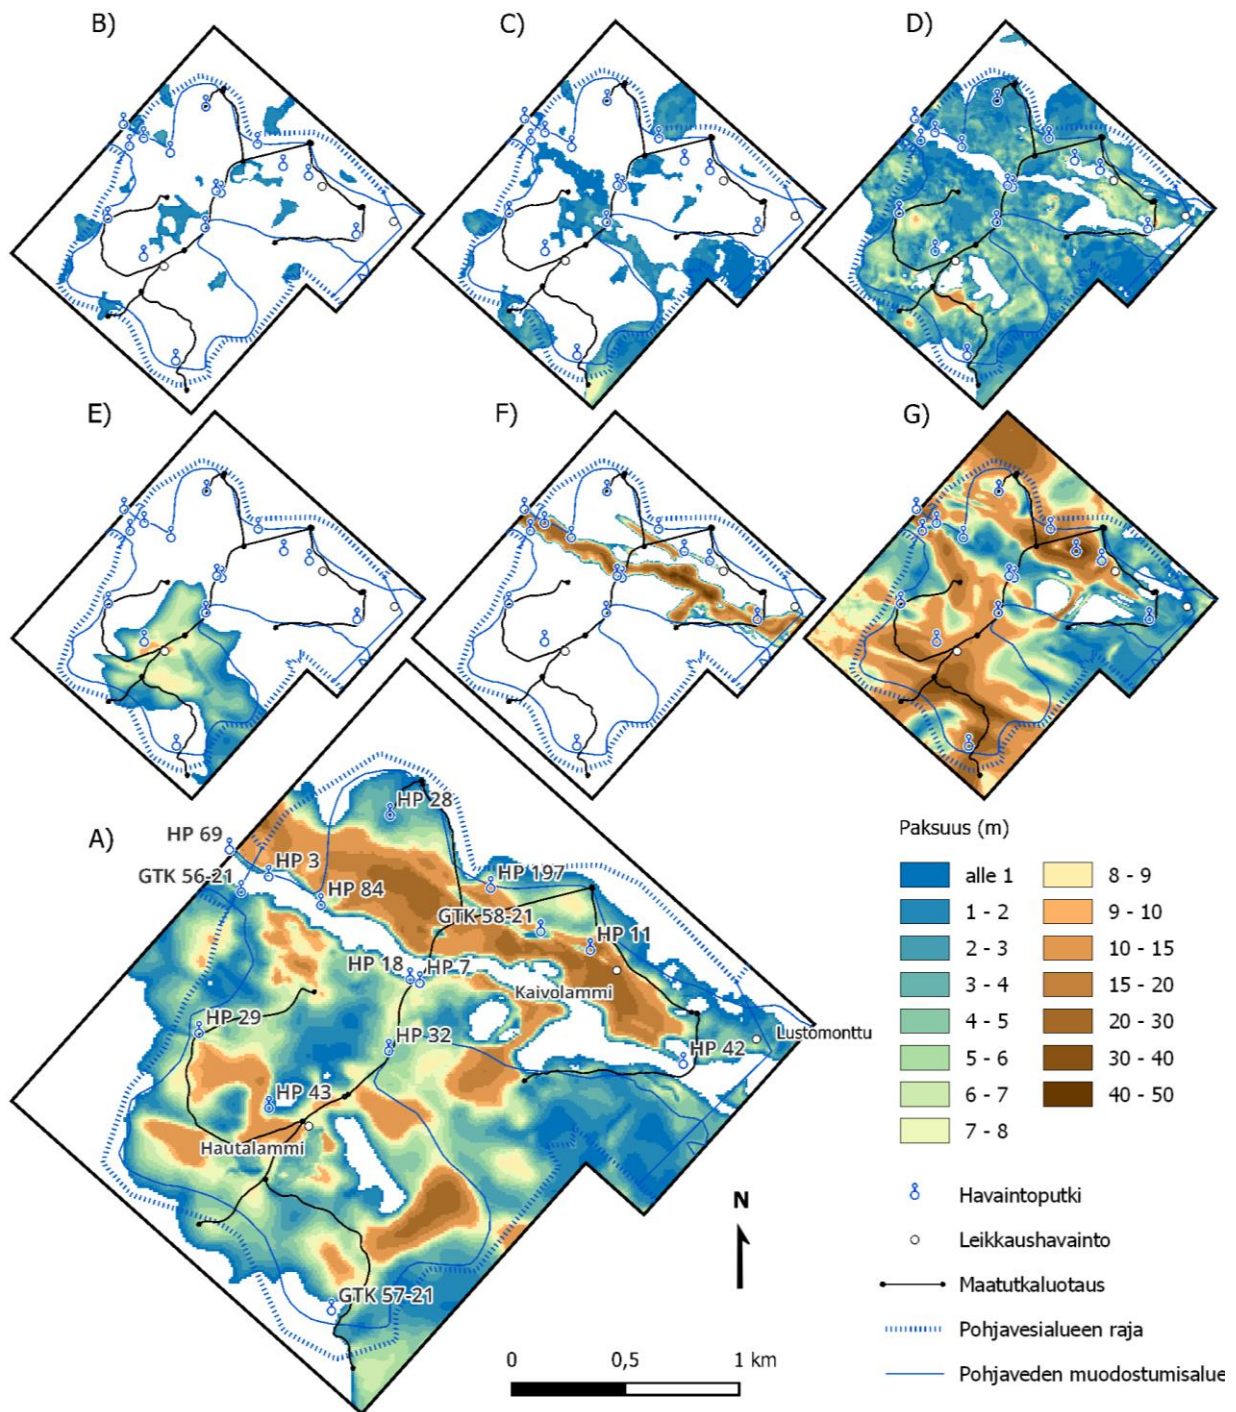 B)
C)
D)
E)
F)
G)
A)
HP 28
HP 69
HP 3
GTK 56-21
HP 84
HP 197
GTK 58-21
HP 11
HP 18
HP 7
Kaivolammi
HP 29
HP 32
HP 42
Lustomonttu
HP 43
Hautalammi
GTK 57-21
N
0
0,5
1 km
Paksuus (m)
alle 1
1 - 2
2 - 3
3 - 4
4 - 5
5 - 6
6 - 7
7 - 8
8 - 9
9 - 10
10 - 15
15 - 20
20 - 30
30 - 40
40 - 50
Havaintoputki
Leikkaushavainto
Maatutkaluotaus
Pohjavesialueen raja
Pohjaveden muodostumisalue